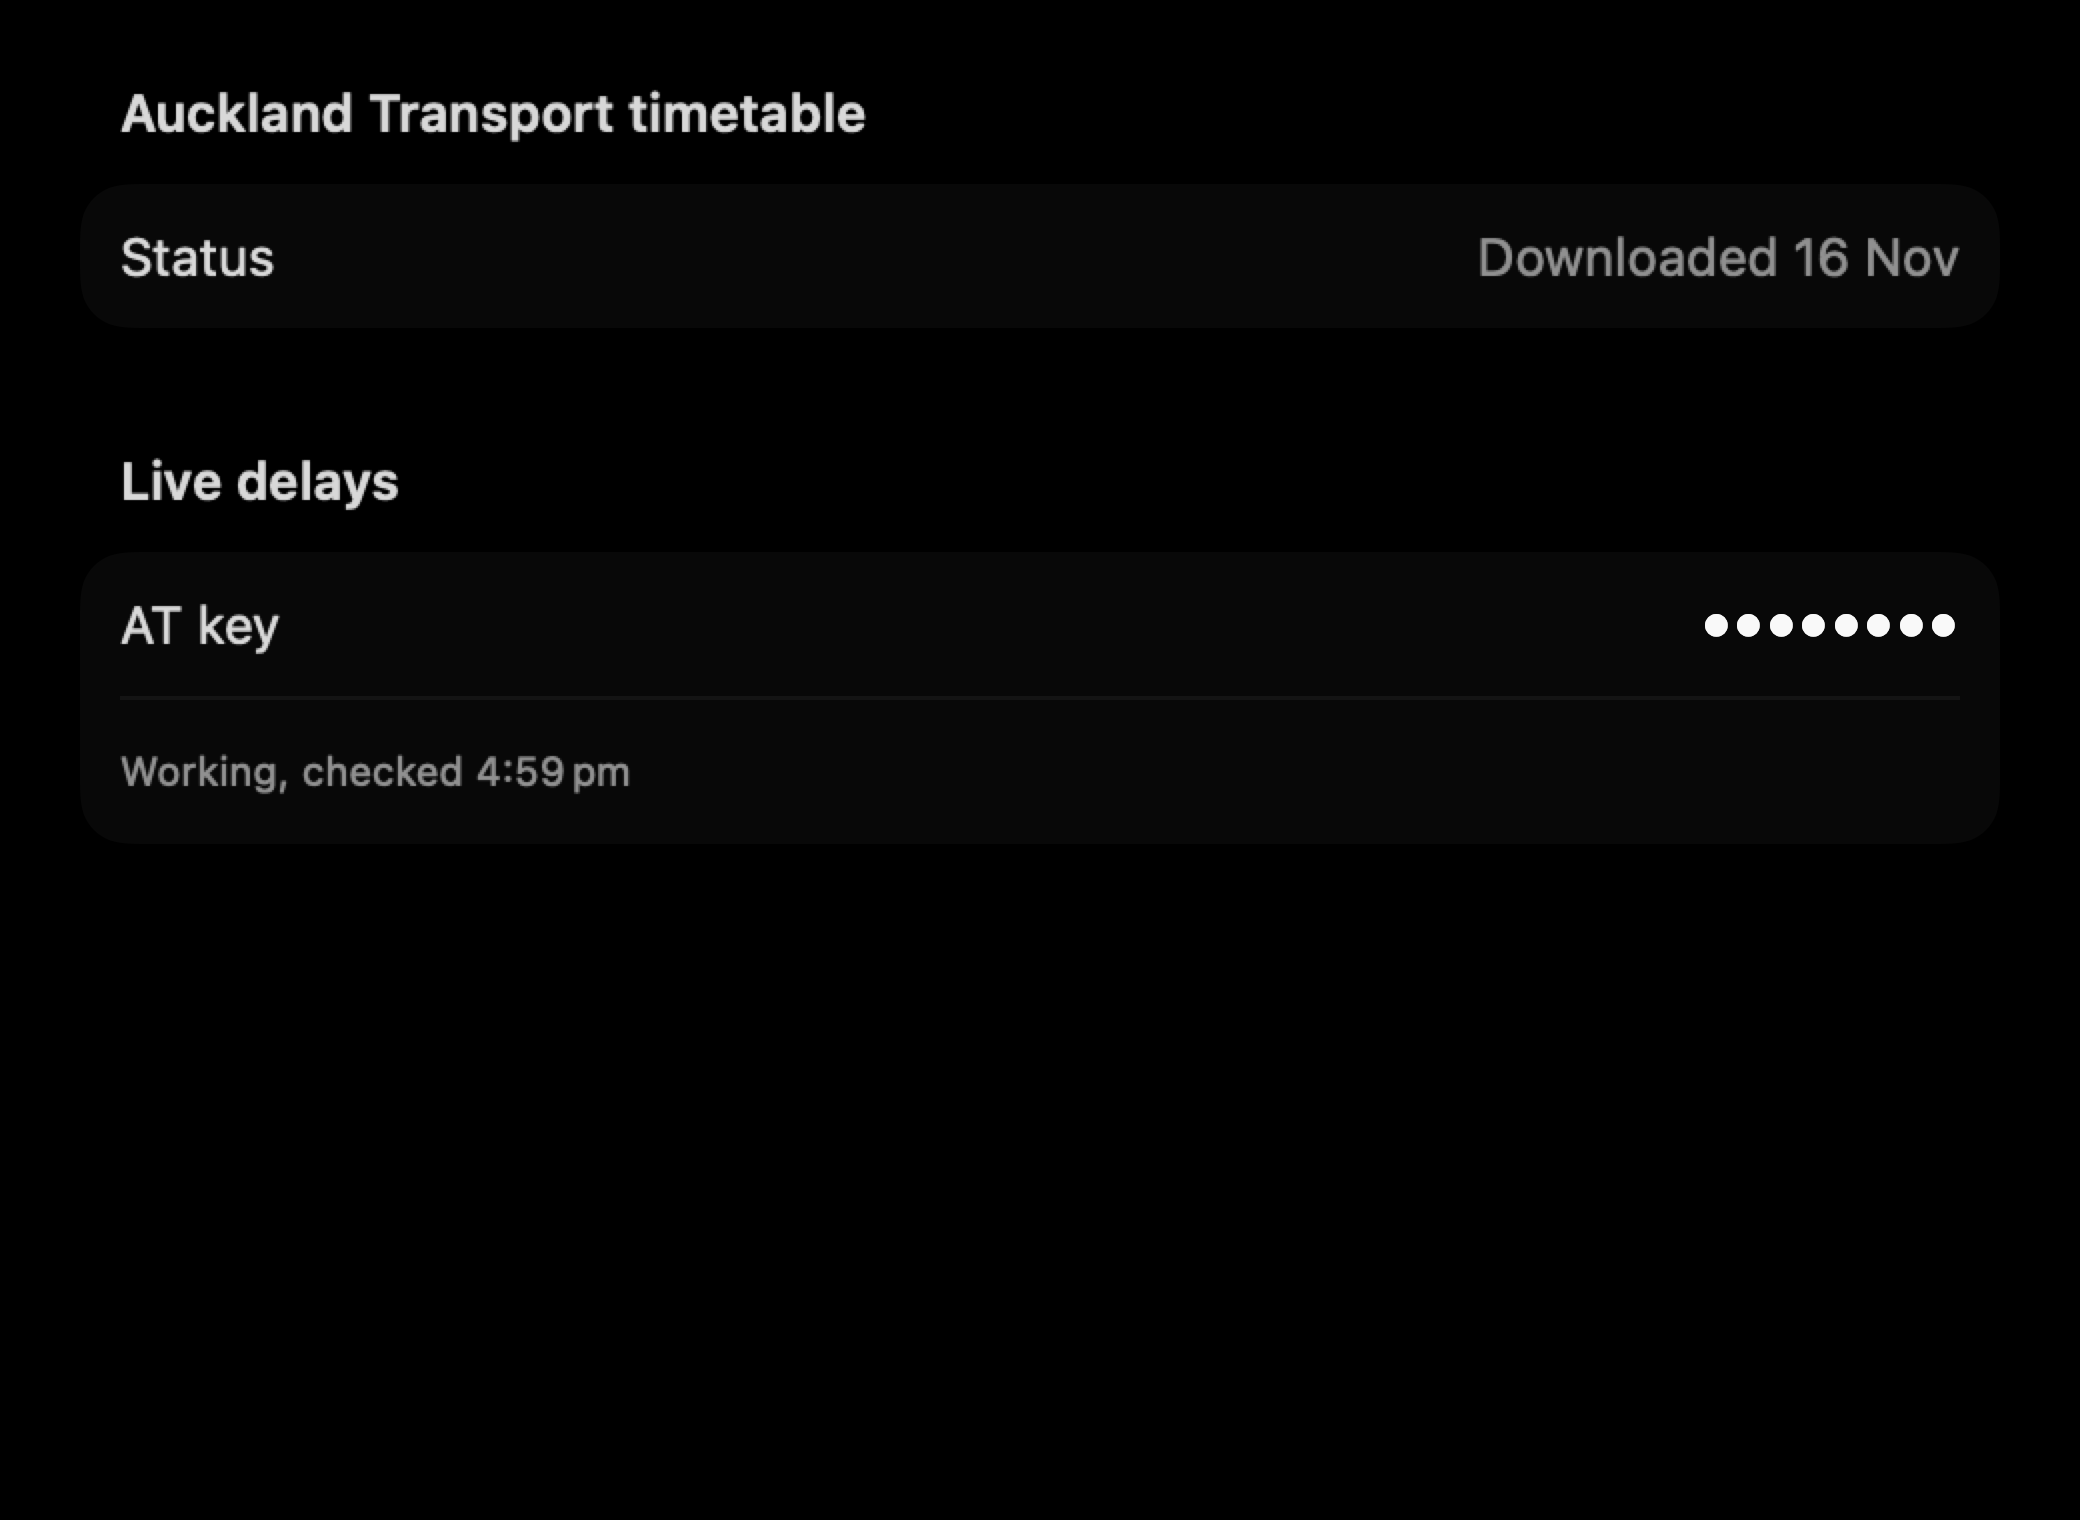 Auckland Transport timetable
Status Downloaded 16 Nov
Live delays
AT key ••••••••
Working, checked 4:59 pm